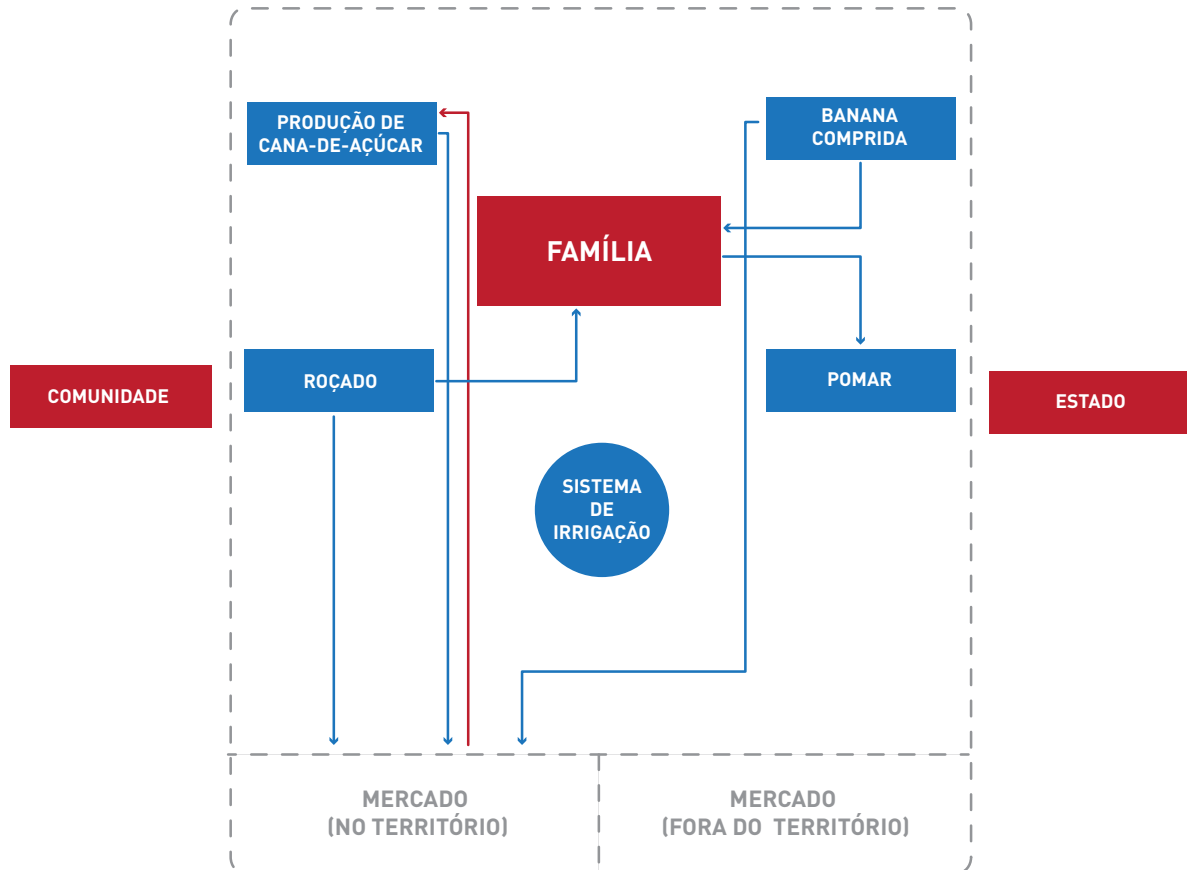 PRODUÇÃO DE
CANA-DE-AÇÚCAR
BANANA
COMPRIDA
FAMÍLIA
ROÇADO
POMAR
COMUNIDADE
ESTADO
SISTEMA
DE
IRRIGAÇÃO
MERCADO
(NO TERRITÓRIO)
MERCADO
(FORA DO TERRITÓRIO)